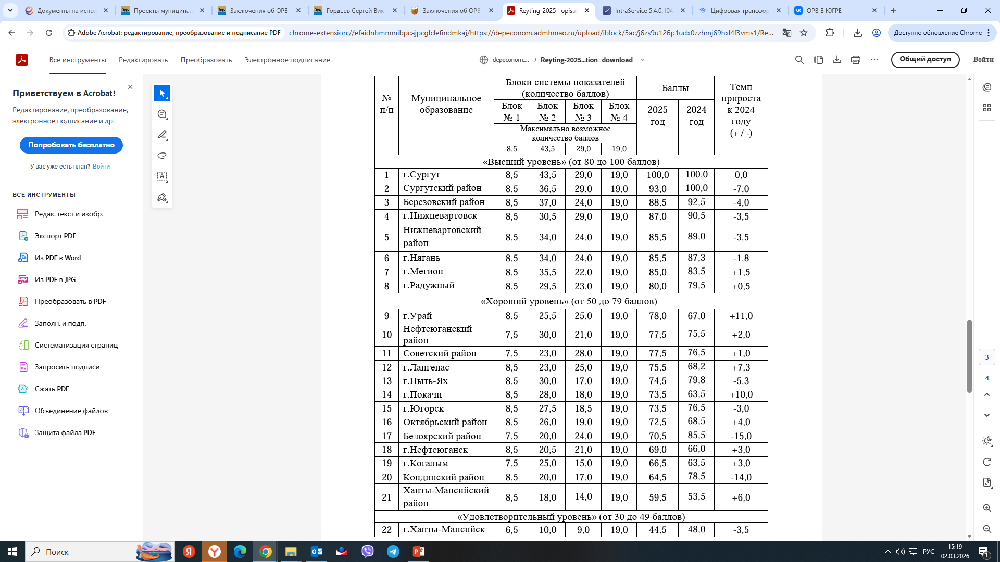 Документы на испол
Проекты муниципал
Заключения об ОРВ
Гордеев Сергей Викт
Заключения об ОРВ
Reyting-2025-_opisat
IntraService 5.4.0.104
Цифровая трансфор
ОРВ В ЮГРЕ
Adobe Acrobat: редактирование, преобразование и подписание PDF
chrome-extension://efaidnbmnnnibpcajpcglclefindmkaj/https://depeconom.admhmao.ru/upload/iblock/5ac/j6zs9u126p1udx0zzhmj69hxl4f3vms1/Re...
Доступно обновление Chrome
Все инструменты
Редактировать
Преобразовать
Электронное подписание
depeconom.... / Reyting-2025...tion=download
Общий доступ
Войти
Приветствуем в Acrobat!
Редактирование, преобразование,
электронное подписание и др.
Попробовать бесплатно
У вас уже есть план? Войти
ВСЕ ИНСТРУМЕНТЫ
Редак. текст и изобр.
Экспорт PDF
Из PDF в Word
Из PDF в JPG
Преобразовать в PDF
Заполн. и подп.
Систематизация страниц
Запросить подписи
Сжать PDF
Объединение файлов
Защита файла PDF
№ п/п
Муниципальное образование
Блоки системы показателей (количество баллов)
Баллы
Темп прироста к 2024 году (+ / -)
Блок № 1
Блок № 2
Блок № 3
Блок № 4
2025 год
2024 год
Максимально возможное количество баллов
8,5 43,5 29,0 19,0
«Высший уровень» (от 80 до 100 баллов)
1 г.Сургут 8,5 43,5 29,0 19,0 100,0 100,0 0,0
2 Сургутский район 8,5 36,5 29,0 19,0 93,0 100,0 -7,0
3 Березовский район 8,5 37,0 24,0 19,0 88,5 92,5 -4,0
4 г.Нижневартовск 8,5 30,5 29,0 19,0 87,0 90,5 -3,5
5 Нижневартовский район 8,5 34,0 24,0 19,0 85,5 89,0 -3,5
6 г.Нягань 8,5 34,0 24,0 19,0 85,5 87,3 -1,8
7 г.Мегион 8,5 35,5 22,0 19,0 85,0 83,5 +1,5
8 г.Радужный 8,5 29,5 23,0 19,0 80,0 79,5 +0,5
«Хороший уровень» (от 50 до 79 баллов)
9 г.Урай 8,5 25,5 25,0 19,0 78,0 67,0 +11,0
10 Нефтеюганский район 7,5 30,0 21,0 19,0 77,5 75,5 +2,0
11 Советский район 7,5 23,0 28,0 19,0 77,5 76,5 +1,0
12 г.Лангепас 8,5 23,0 25,0 19,0 75,5 68,2 +7,3
13 г.Пыть-Ях 8,5 30,0 17,0 19,0 74,5 79,8 -5,3
14 г.Покачи 8,5 28,0 18,0 19,0 73,5 63,5 +10,0
15 г.Югорск 8,5 27,5 18,5 19,0 73,5 76,5 -3,0
16 Октябрьский район 8,5 26,0 19,0 19,0 72,5 68,5 +4,0
17 Белоярский район 7,5 20,0 24,0 19,0 70,5 85,5 -15,0
18 г.Нефтеюганск 8,5 20,5 21,0 19,0 69,0 66,0 +3,0
19 г.Когалым 7,5 25,0 15,0 19,0 66,5 63,5 +3,0
20 Кондинский район 8,5 20,0 17,0 19,0 64,5 78,5 -14,0
21 Ханты-Мансийский район 8,5 18,0 14,0 19,0 59,5 53,5 +6,0
«Удовлетворительный уровень» (от 30 до 49 баллов)
22 г.Ханты-Мансийск 6,5 10,0 9,0 19,0 44,5 48,0 -3,5
3
4
Поиск
РУС
15:19
02.03.2026
1